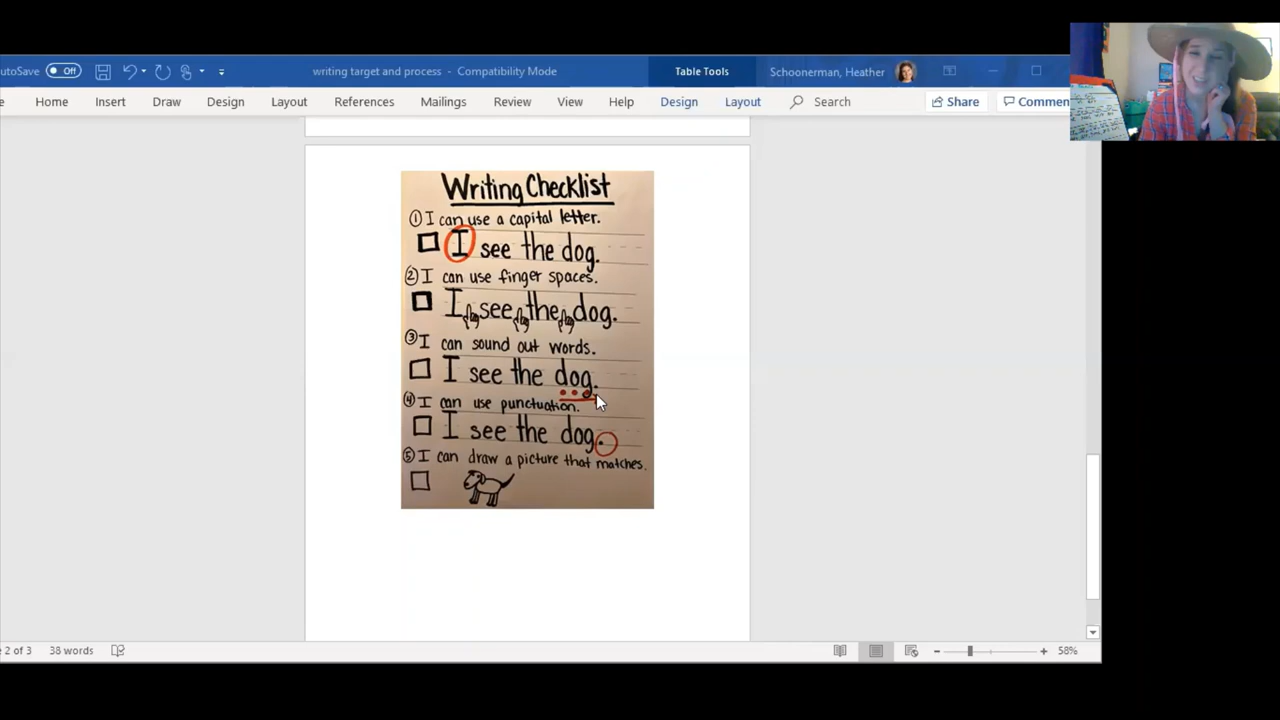 utoSave Off writing target and process - Compatibility Mode Table Tools Schoonerman, Heather
e Home Insert Draw Design Layout References Mailings Review View Help Design Layout Search Share Commen
Writing Checklist
1 I can use a capital letter.
I see the dog.
2 I can use finger spaces.
I see the dog.
3 I can sound out words.
I see the dog.
4 I can use punctuation.
I see the dog.
5 I can draw a picture that matches.
e 2 of 3 38 words 58%